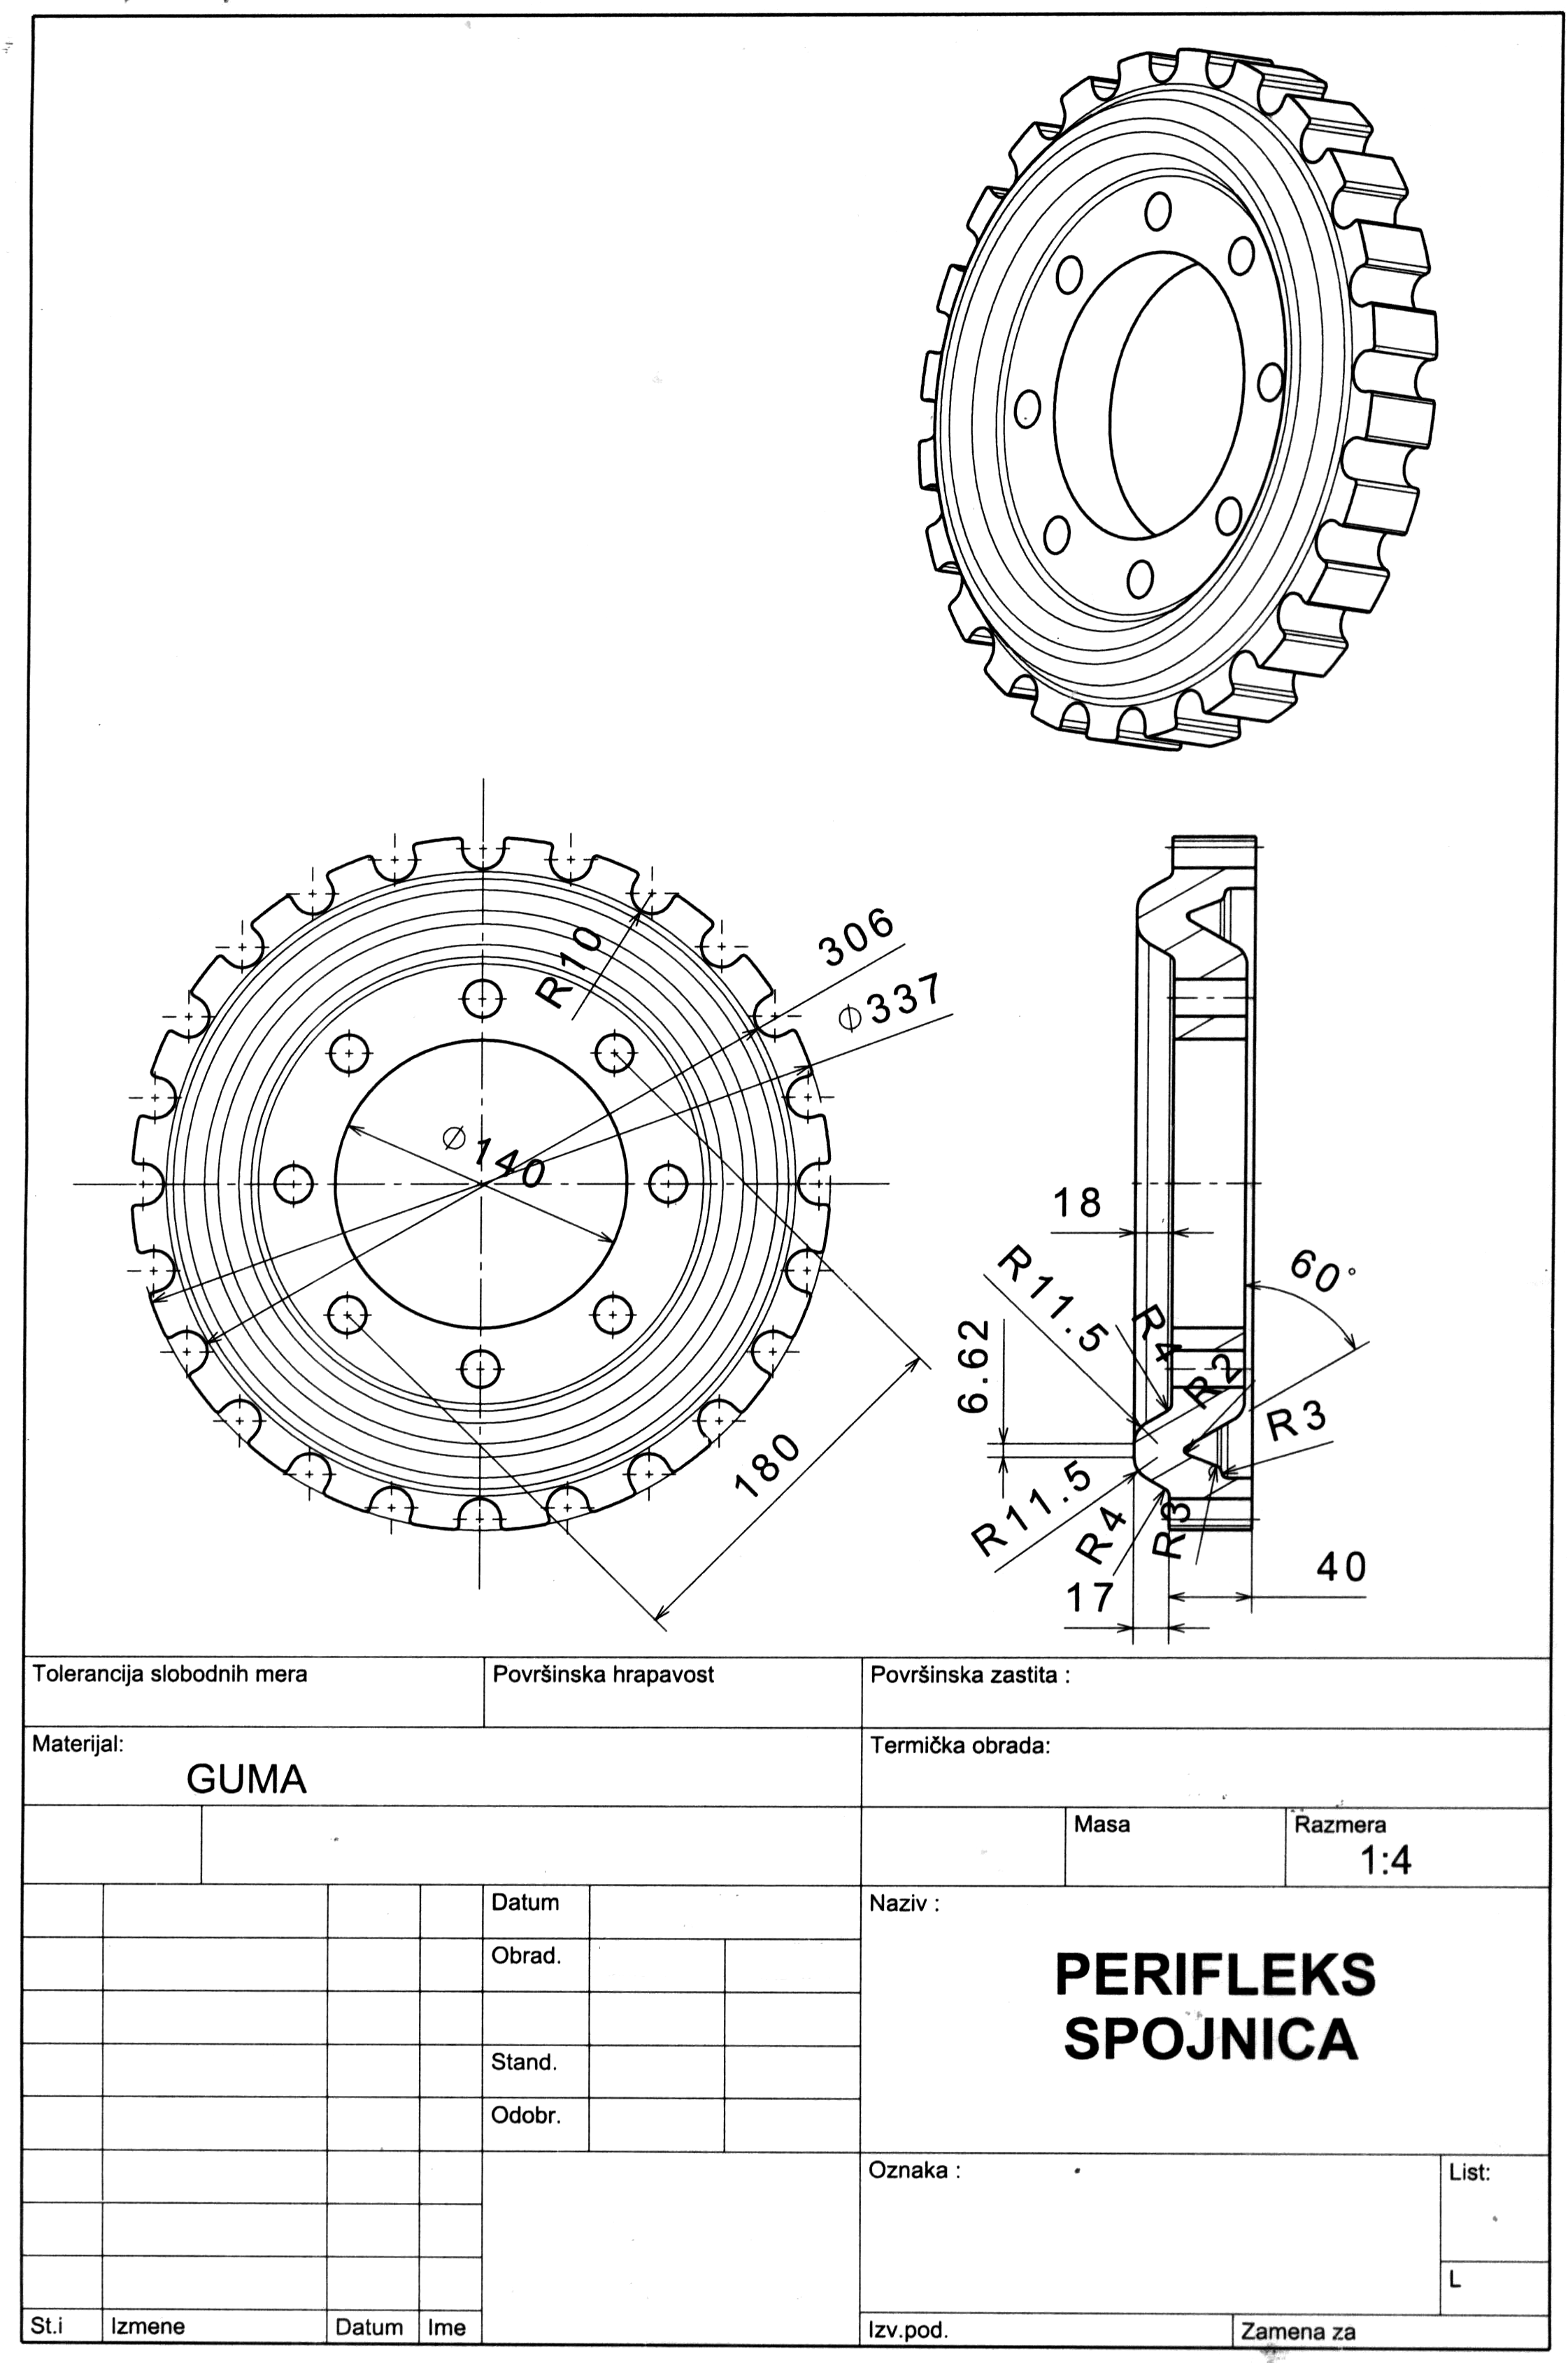 R10
306
Ø337
Ø140
180
18
R11.5
R4
6.62
60°
R2
R3
R11.5
R4
R3
17
40
Tolerancija slobodnih mera
Površinska hrapavost
Površinska zastita :
Materijal:
GUMA
Termička obrada:
Masa
Razmera
1:4
Datum
Obrad.
Stand.
Odobr.
Naziv :
PERIFLEKS
SPOJNICA
Oznaka :
List:
L
St.i
Izmene
Datum
Ime
Izv.pod.
Zamena za